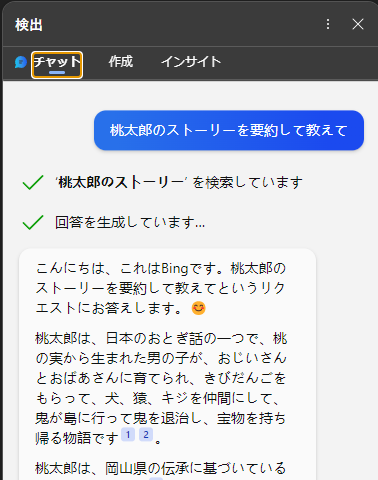 検出
チャット 作成 インサイト
桃太郎のストーリーを要約して教えて
'桃太郎のストーリー' を検索しています
回答を生成しています...
こんにちは、これはBingです。桃太郎の
ストーリーを要約して教えてというリク
エストにお答えします。😊
桃太郎は、日本のおとぎ話の一つで、桃
の実から生まれた男の子が、おじいさん
とおばあさんに育てられ、きびだんごを
もらって、犬、猿、キジを仲間にして、
鬼が島に行って鬼を退治し、宝物を持ち
帰る物語です 1 2 。
桃太郎は、岡山県の伝承に基づいている